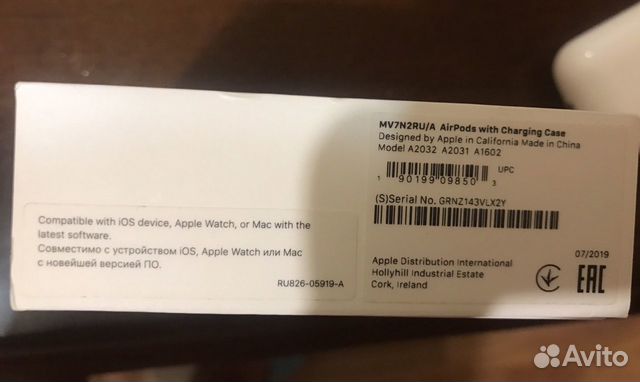 MV7N2RU/A AirPods with Charging Case
Designed by Apple in California Made in China
Model A2032 A2031 A1602
UPC
1 90199 09850 3
(S)Serial No. GRNZ143VLX2Y
Compatible with iOS device, Apple Watch, or Mac with the
latest software.
Совместимо с устройством iOS, Apple Watch или Mac
с новейшей версией ПО.
RU826-05919-A
Apple Distribution International
Hollyhill Industrial Estate
Cork, Ireland
07/2019
EAC
Avito